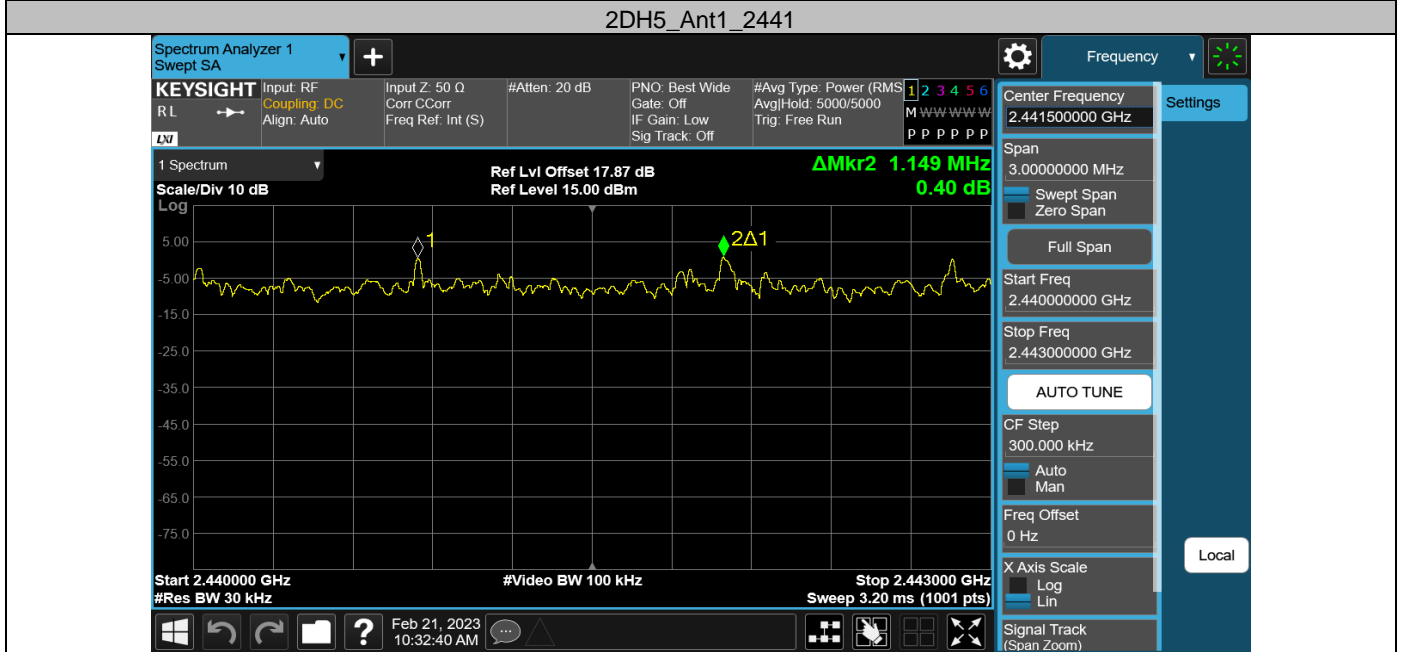 2DH5_Ant1_2441
Spectrum Analyzer 1
Swept SA
+
Frequency
KEYSIGHT
R L
LXI
Input: RF
Coupling: DC
Align: Auto
Input Z: 50 Ω
Corr CCorr
Freq Ref: Int (S)
#Atten: 20 dB
PNO: Best Wide
Gate: Off
IF Gain: Low
Sig Track: Off
#Avg Type: Power (RMS
Avg|Hold: 5000/5000
Trig: Free Run
1 2 3 4 5 6
M W W W W W
P P P P P P
1 Spectrum
Scale/Div 10 dB
Log
Ref Lvl Offset 17.87 dB
Ref Level 15.00 dBm
ΔMkr2 1.149 MHz
0.40 dB
1
2Δ1
5.00
-5.00
-15.0
-25.0
-35.0
-45.0
-55.0
-65.0
-75.0
Start 2.440000 GHz
#Res BW 30 kHz
#Video BW 100 kHz
Stop 2.443000 GHz
Sweep 3.20 ms (1001 pts)
Center Frequency
2.441500000 GHz
Settings
Span
3.00000000 MHz
Swept Span
Zero Span
Full Span
Start Freq
2.440000000 GHz
Stop Freq
2.443000000 GHz
AUTO TUNE
CF Step
300.000 kHz
Auto
Man
Freq Offset
0 Hz
X Axis Scale
Log
Lin
Local
Signal Track
(Span Zoom)
?
Feb 21, 2023
10:32:40 AM